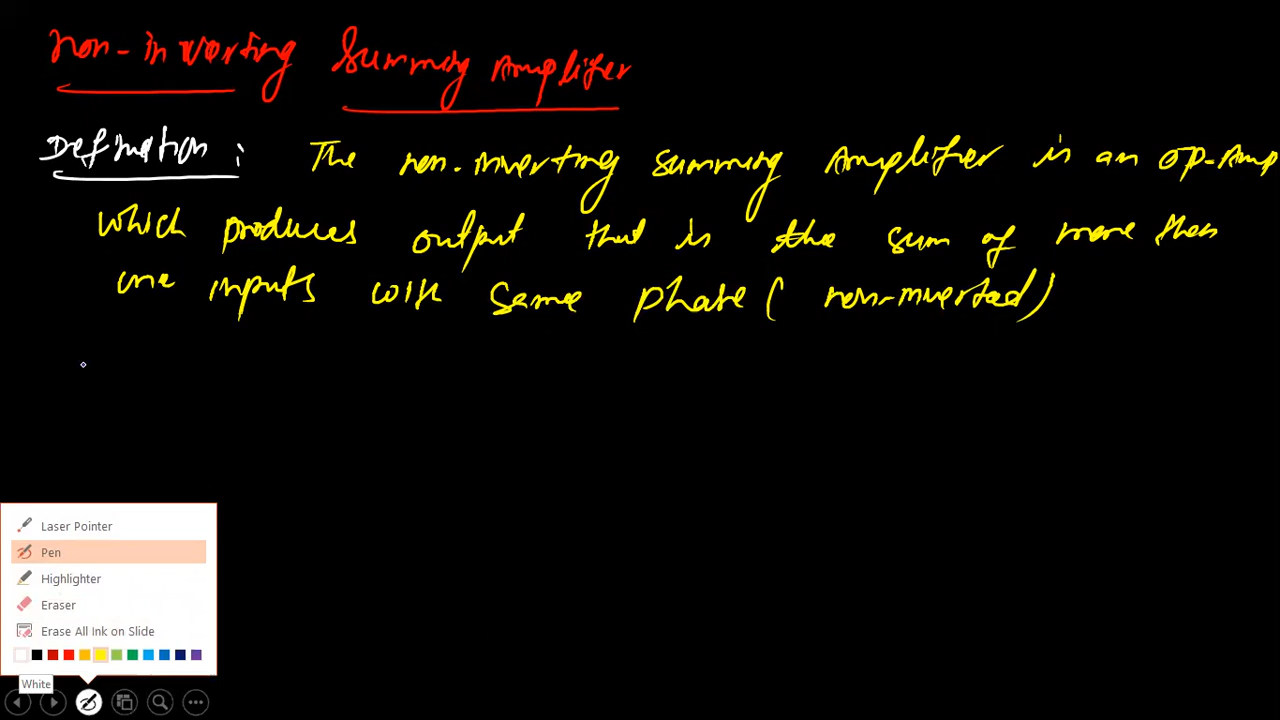 non-inverting Summing Amplifier
Defination : The non-inverting summing Amplifier is an op-Amp
which produces output that is the sum of more then
one inputs with same phase ( non-inverted)
Laser Pointer
Pen
Highlighter
Eraser
Erase All Ink on Slide
White